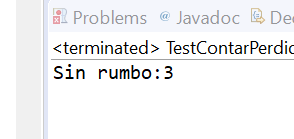 Problems @ Javadoc
<terminated> TestContarPerdic
Sin rumbo:3